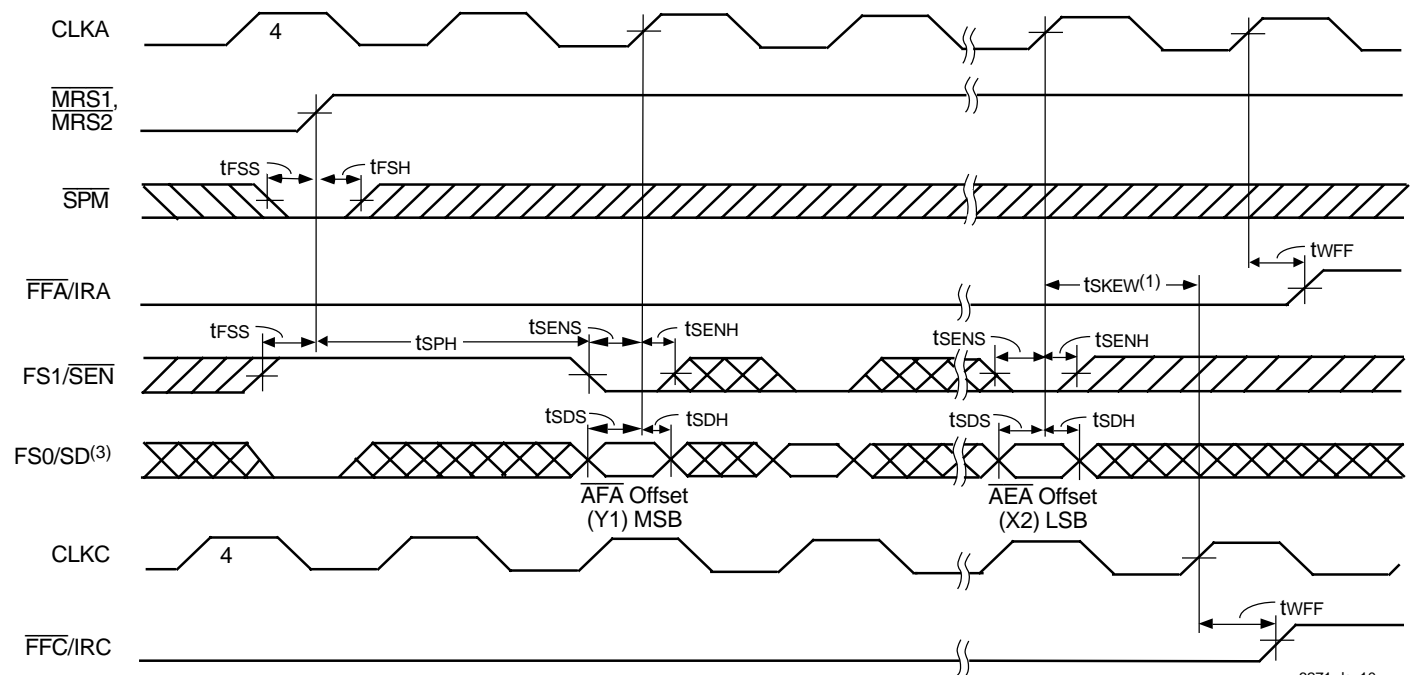 CLKA
4
MRS1,
MRS2
tFSS
tFSH
SPM
tWFF
FFA/IRA
tSKEW(1)
tFSS
tSPH
tSENS
tSENH
tSENS
tSENH
FS1/SEN
tSDS
tSDH
tSDS
tSDH
FS0/SD(3)
AFA Offset
(Y1) MSB
AEA Offset
(X2) LSB
CLKC
4
tWFF
FFC/IRC